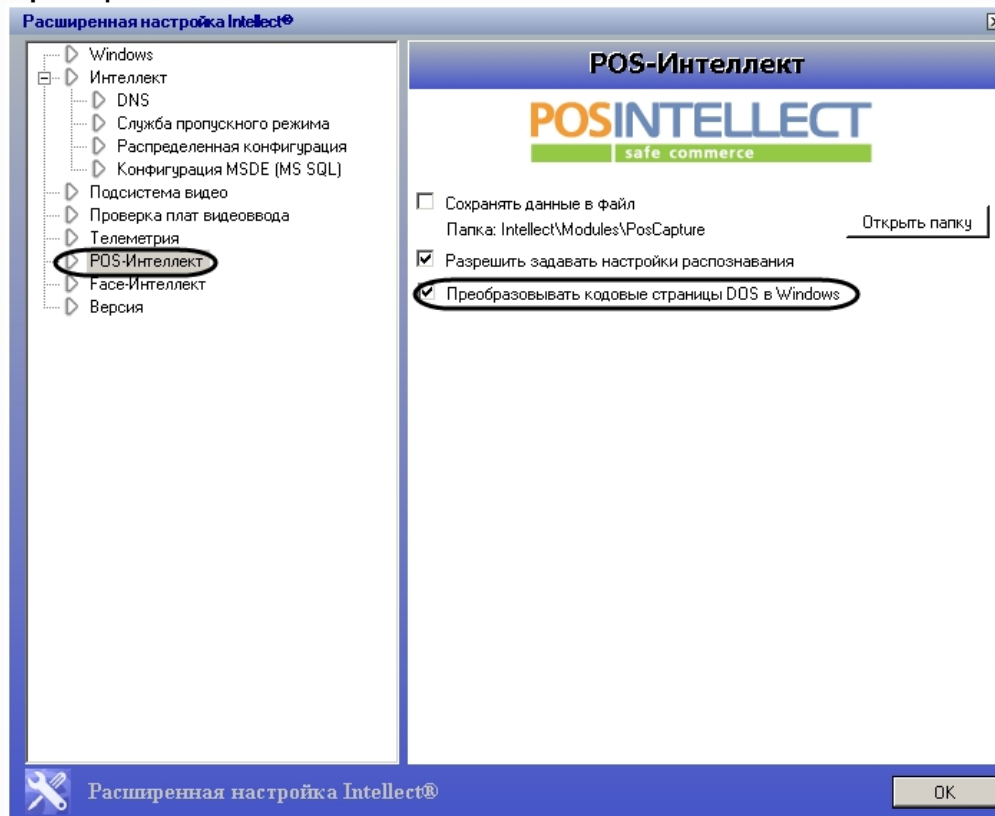 Расширенная настройка Intellect®
Windows
Интеллект
DNS
Служба пропускного режима
Распределенная конфигурация
Конфигурация MSDE (MS SQL)
Подсистема видео
Проверка плат видеоввода
Телеметрия
POS-Интеллект
Face-Интеллект
Версия
POS-Интеллект
POSINTELLECT
safe commerce
Сохранять данные в файл
Папка: Intellect\Modules\PosCapture
Открыть папку
Разрешить задавать настройки распознавания
Преобразовывать кодовые страницы DOS в Windows
Расширенная настройка Intellect®
OK